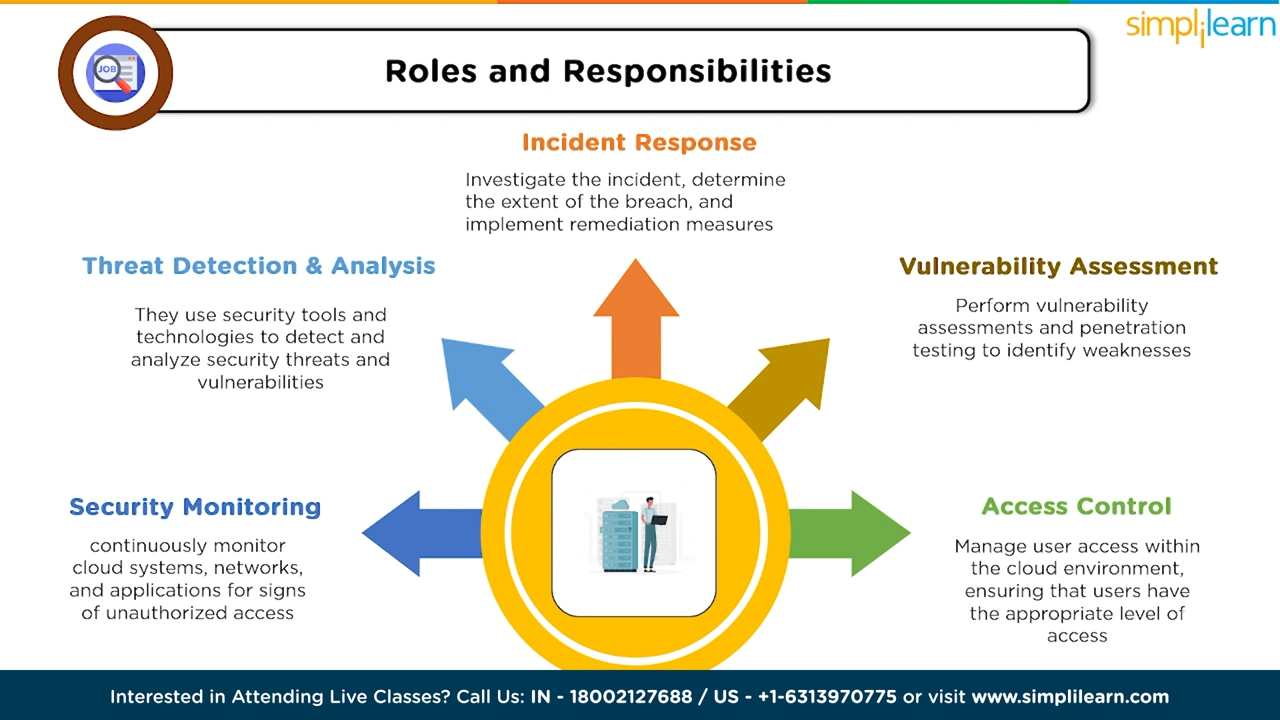 simplilearn
JOB
Roles and Responsibilities
Incident Response
Investigate the incident, determine
the extent of the breach, and
implement remediation measures
Threat Detection & Analysis
They use security tools and
technologies to detect and
analyze security threats and
vulnerabilities
Vulnerability Assessment
Perform vulnerability
assessments and penetration
testing to identify weaknesses
Security Monitoring
continuously monitor
cloud systems, networks,
and applications for signs
of unauthorized access
Access Control
Manage user access within
the cloud environment,
ensuring that users have
the appropriate level of
access
Interested in Attending Live Classes? Call Us: IN - 18002127688 / US - +1-6313970775 or visit www.simplilearn.com